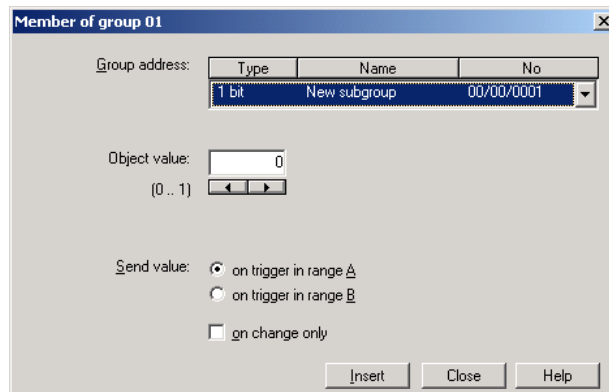 Member of group 01
Group address:
Type Name No
1 bit New subgroup 00/00/0001
Object value: 0
(0 .. 1)
Send value: on trigger in range A
on trigger in range B
on change only
Insert Close Help